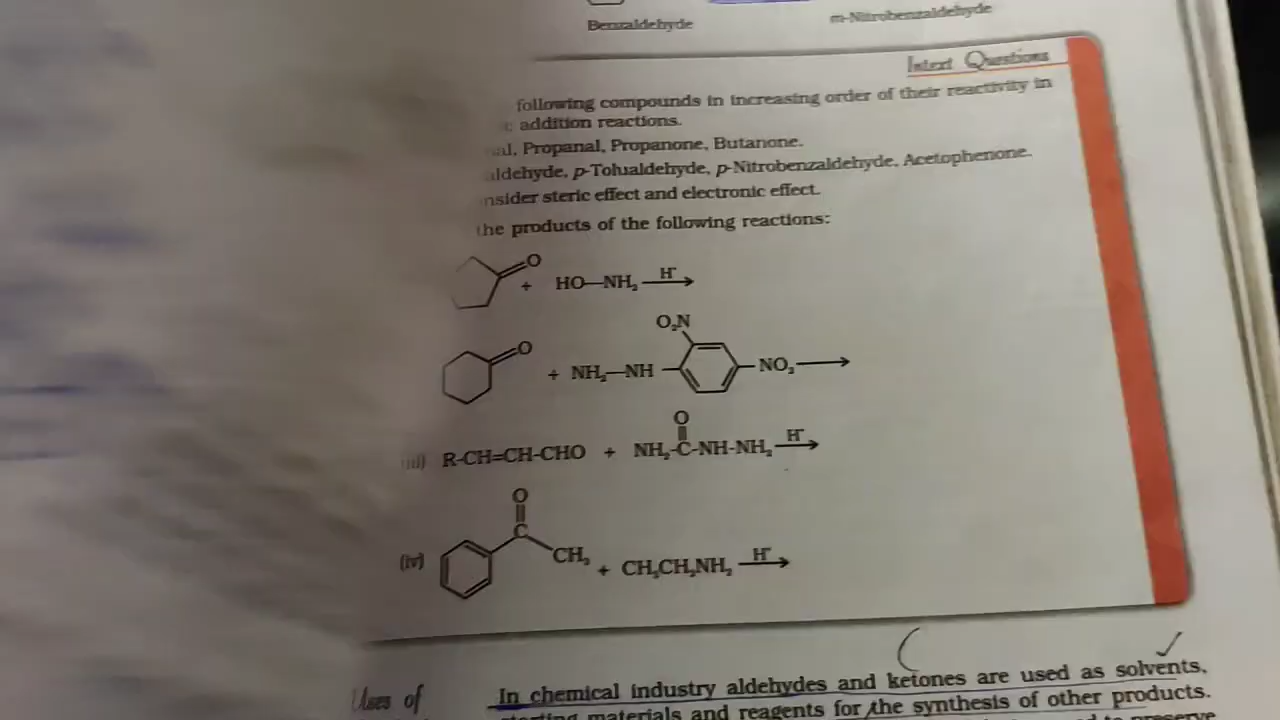 Benzaldehyde
m-Nitrobenzaldehyde
Intext Questions
following compounds in increasing order of their reactivity in
addition reactions.
Propanal, Propanone, Butanone.
p-Tolualdehyde, p-Nitrobenzaldehyde, Acetophenone.
steric effect and electronic effect.
the products of the following reactions:
O
+ HO—NH₂ H⁺
O₂N
O
+ NH₂—NH NO₂
O
R-CH=CH-CHO + NH₂-C-NH-NH₂ H⁺
O
C
(iv) CH₃ + CH₃CH₂NH₂ H⁺
Uses of
In chemical industry aldehydes and ketones are used as solvents,
materials and reagents for the synthesis of other products.